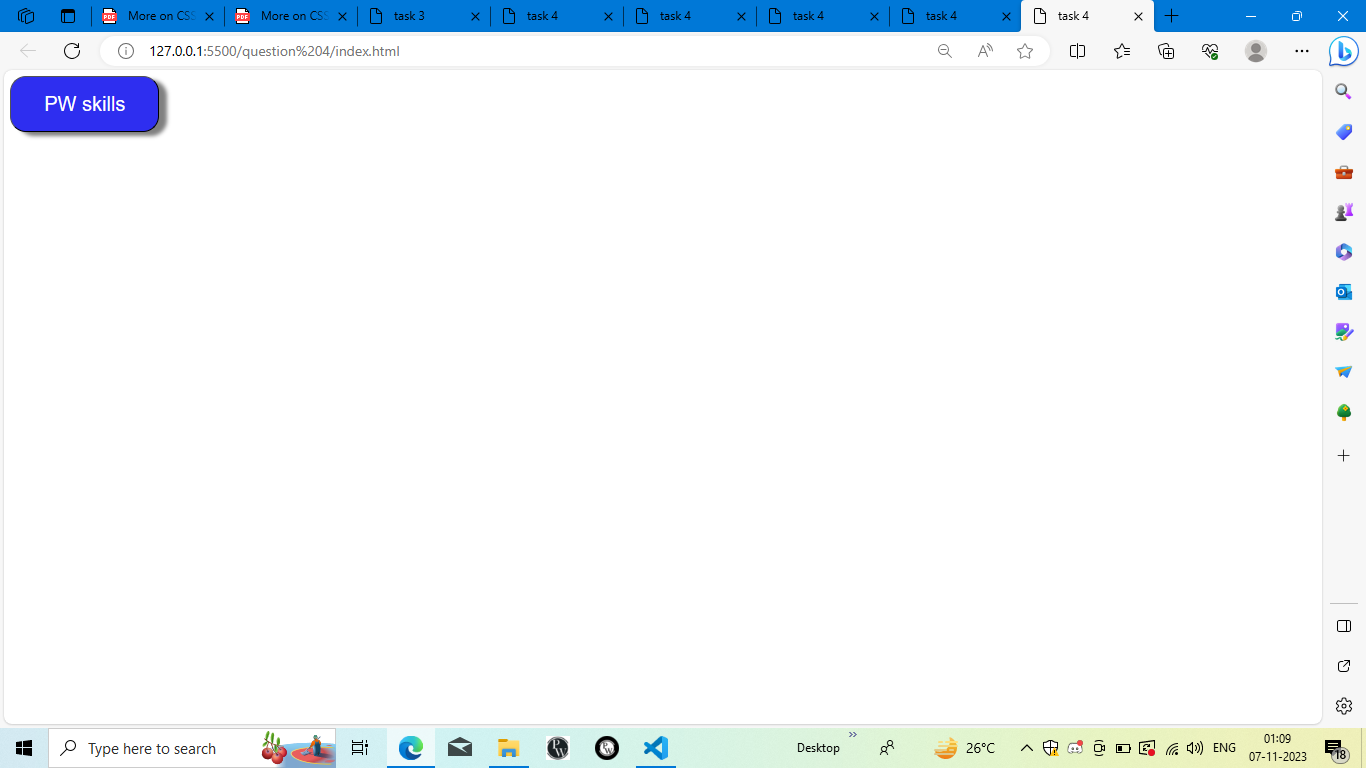 More on CSS
More on CSS
task 3
task 4
task 4
task 4
task 4
task 4
127.0.0.1:5500/question%204/index.html
PW skills
Type here to search
Desktop
26°C
ENG
01:09
07-11-2023
18